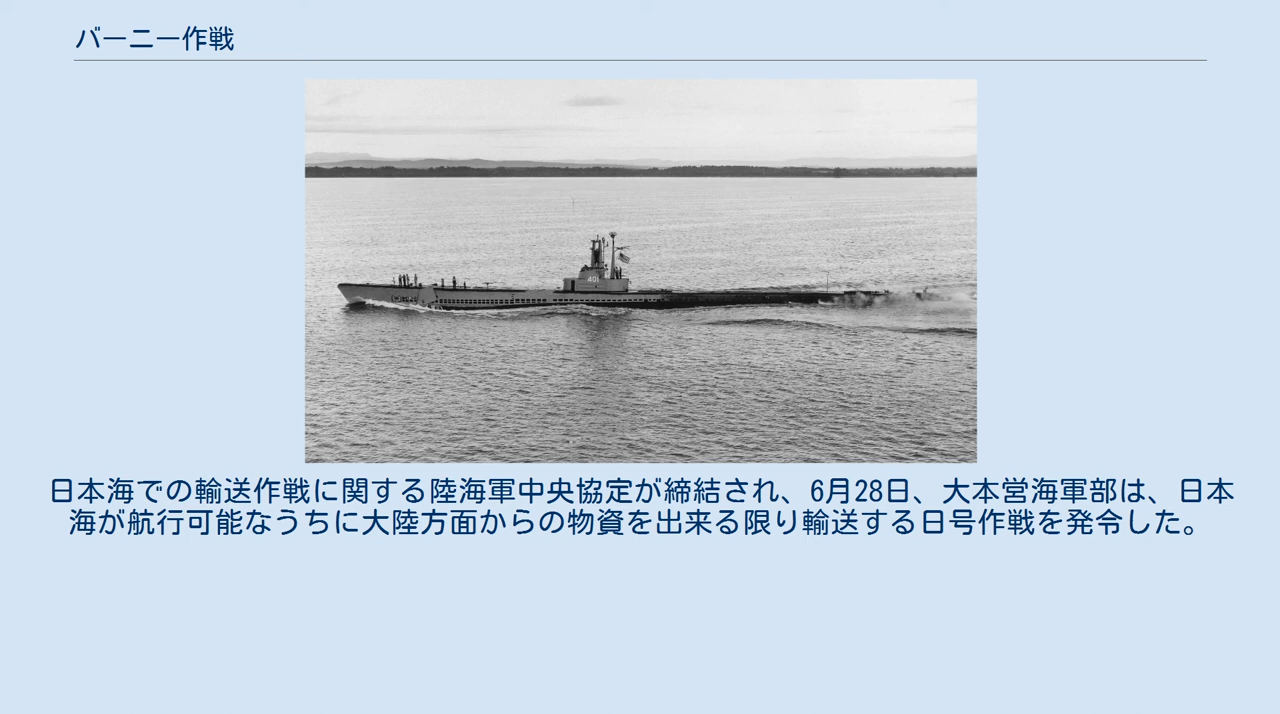 バーニー作戦
401
日本海での輸送作戦に関する陸海軍中央協定が締結され、6月28日、大本営海軍部は、日本
海が航行可能なうちに大陸方面からの物資を出来る限り輸送する日号作戦を発令した。